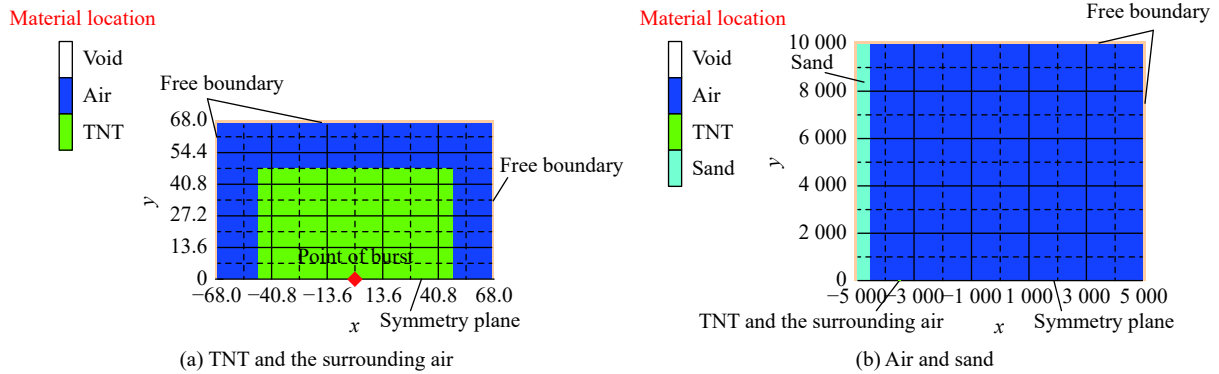 Material location
Void
Air
TNT
Free boundary
68.0
54.4
40.8
27.2
13.6
0
y
Free boundary
Point of burst
−68.0 −40.8 −13.6 13.6 40.8 68.0
x
Symmetry plane
(a) TNT and the surrounding air
Material location
Void
Air
TNT
Sand
Free boundary
10 000
Sand
8 000
6 000
y
4 000
2 000
0
−5 000 −3 000 −1 000 1 000 3 000 5 000
TNT and the surrounding air
x
Symmetry plane
(b) Air and sand